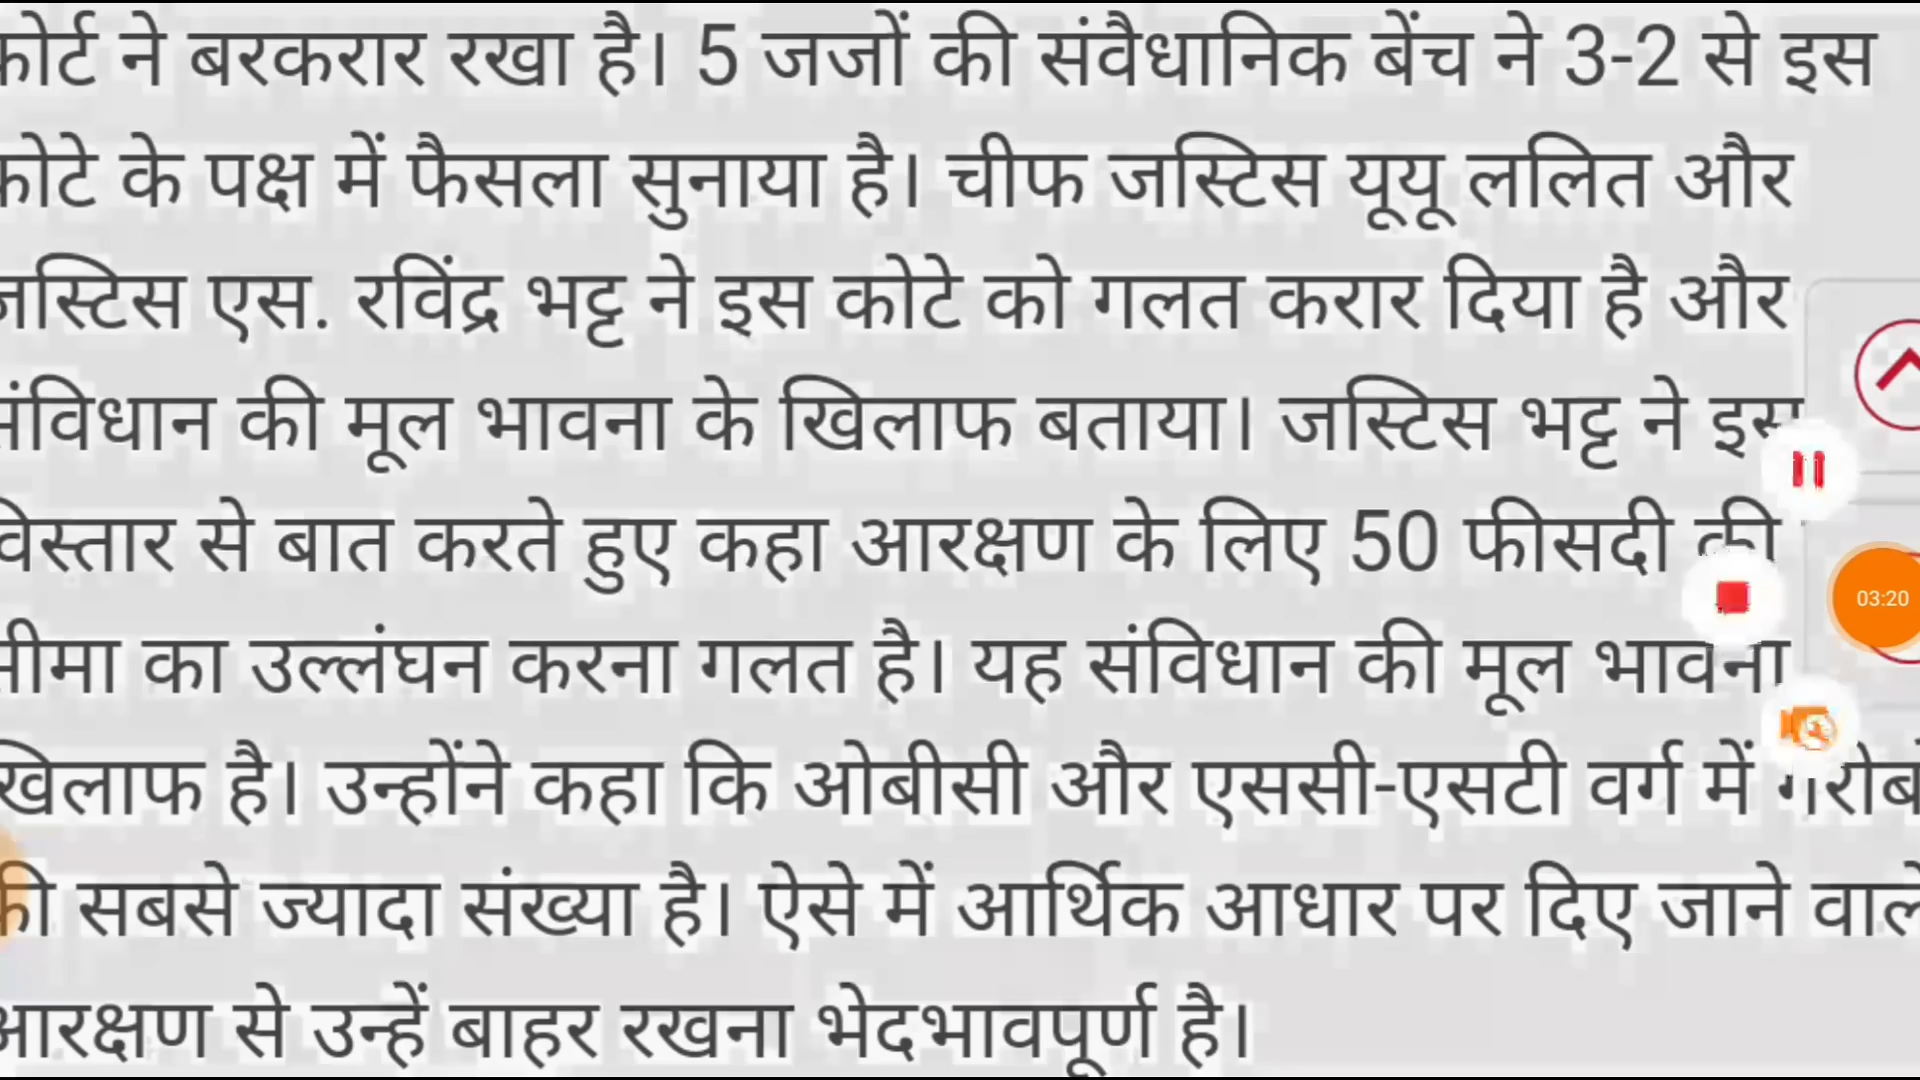 कोर्ट ने बरकरार रखा है। 5 जजों की संवैधानिक बेंच ने 3-2 से इस
कोटे के पक्ष में फैसला सुनाया है। चीफ जस्टिस यूयू ललित और
जस्टिस एस. रविंद्र भट्ट ने इस कोटे को गलत करार दिया है और
संविधान की मूल भावना के खिलाफ बताया। जस्टिस भट्ट ने इस
विस्तार से बात करते हुए कहा आरक्षण के लिए 50 फीसदी की
सीमा का उल्लंघन करना गलत है। यह संविधान की मूल भावना
खिलाफ है। उन्होंने कहा कि ओबीसी और एससी-एसटी वर्ग में
की सबसे ज्यादा संख्या है। ऐसे में आर्थिक आधार पर दिए जाने वाले
आरक्षण से उन्हें बाहर रखना भेदभावपूर्ण है।
03:20